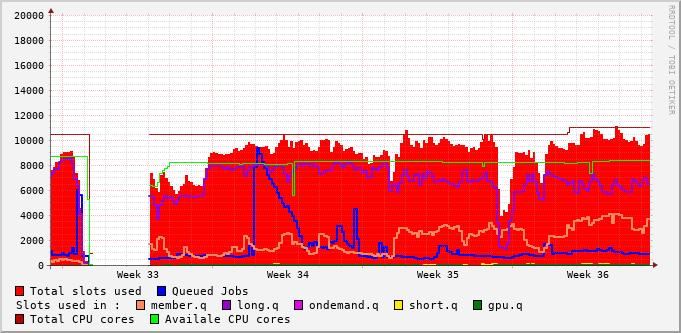 20000
18000
16000
14000
12000
10000
8000
6000
4000
2000
0
Week 33 Week 34 Week 35 Week 36
RRDTOOL / TOBI OETIKER
Total slots used Queued Jobs
Slots used in : member.q long.q ondemand.q short.q gpu.q
Total CPU cores Availale CPU cores